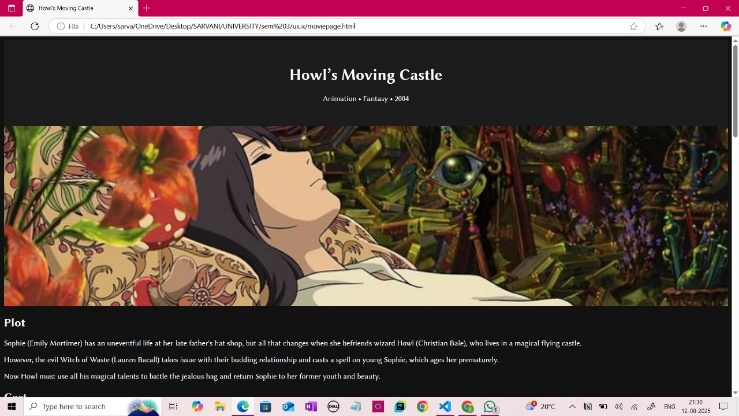 Howl's Moving Castle
File
C:/Users/sarva/OneDrive/Desktop/SARVANI/UNIVERSITY/sem%203/ui.ux/moviepage.html
Howl's Moving Castle
Animation • Fantasy • 2004
Plot
Sophie (Emily Mortimer) has an uneventful life at her late father's hat shop, but all that changes when she befriends wizard Howl (Christian Bale), who lives in a magical flying castle.
However, the evil Witch of Waste (Lauren Bacall) takes issue with their budding relationship and casts a spell on young Sophie, which ages her prematurely.
Now Howl must use all his magical talents to battle the jealous hag and return Sophie to her former youth and beauty.
Cast
Type here to search
DELL
20°C
ENG
21:10
12-08-2025